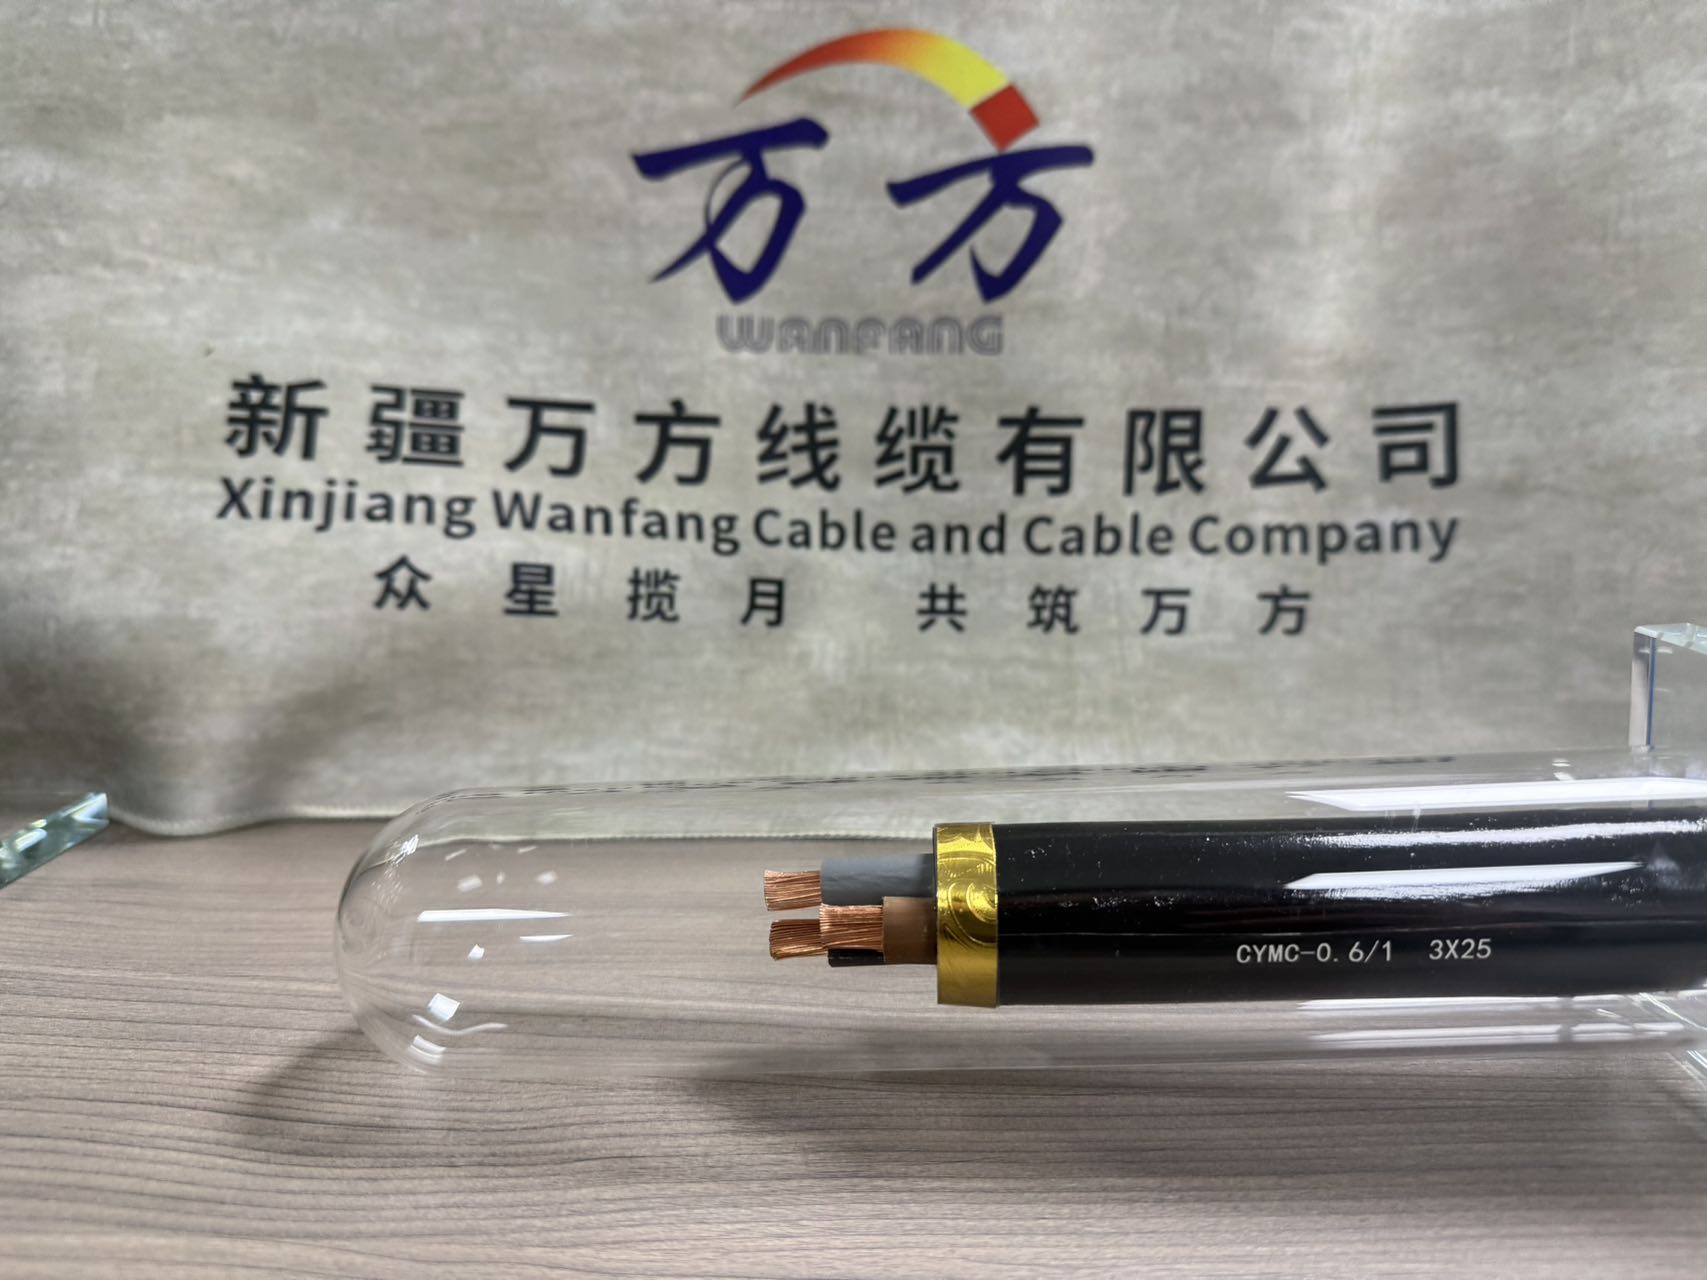 万方
WANFANG
新疆万方线缆有限公司
Xinjiang Wanfang Cable and Cable Company
众星揽月 共筑万方
CYMC-0.6/1 3X25